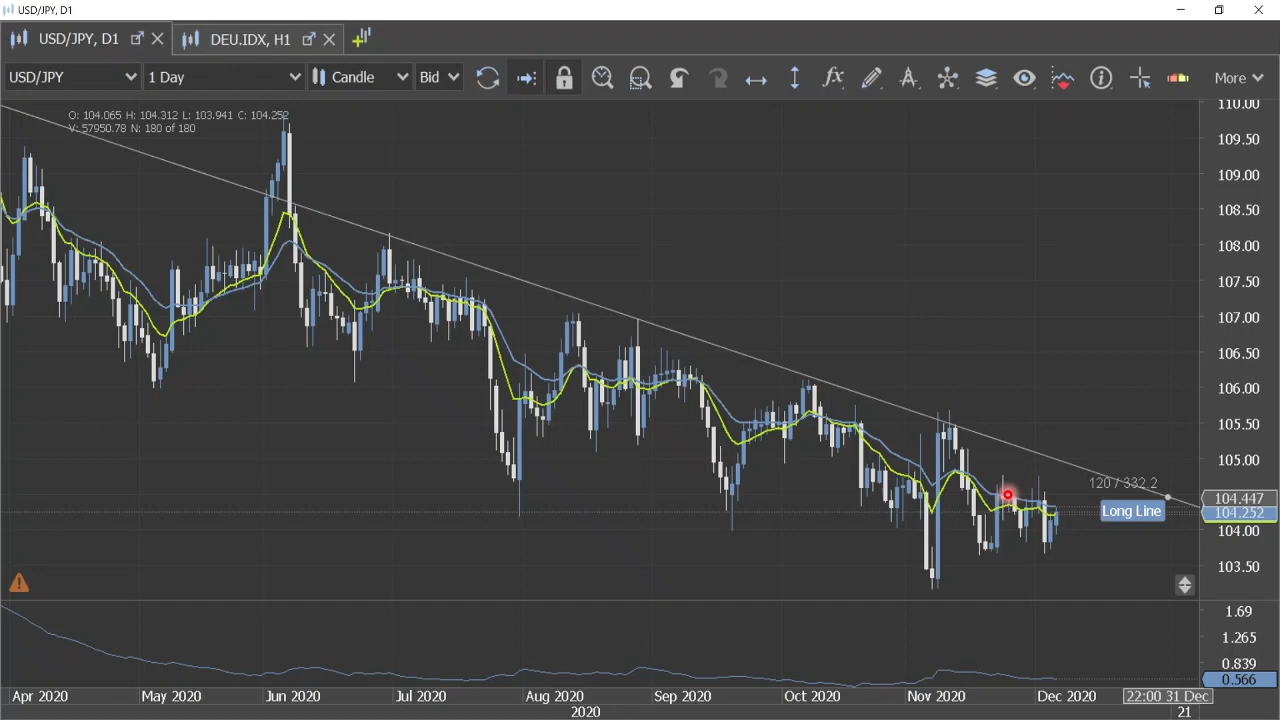 USD/JPY, D1
USD/JPY, D1 DEU.IDX, H1
USD/JPY 1 Day Candle Bid fx More
O: 104.065 H: 104.312 L: 103.941 C: 104.252
V: 57950.78 N: 180 of 180
110.00
109.50
109.00
108.50
108.00
107.50
107.00
106.50
106.00
105.50
105.00
120 / 332.2
104.447
Long Line 104.252
104.00
103.50
1.69
1.265
0.839
0.566
Apr 2020 May 2020 Jun 2020 Jul 2020 Aug 2020 Sep 2020 Oct 2020 Nov 2020 Dec 2020 22:00 31 Dec
2020 21